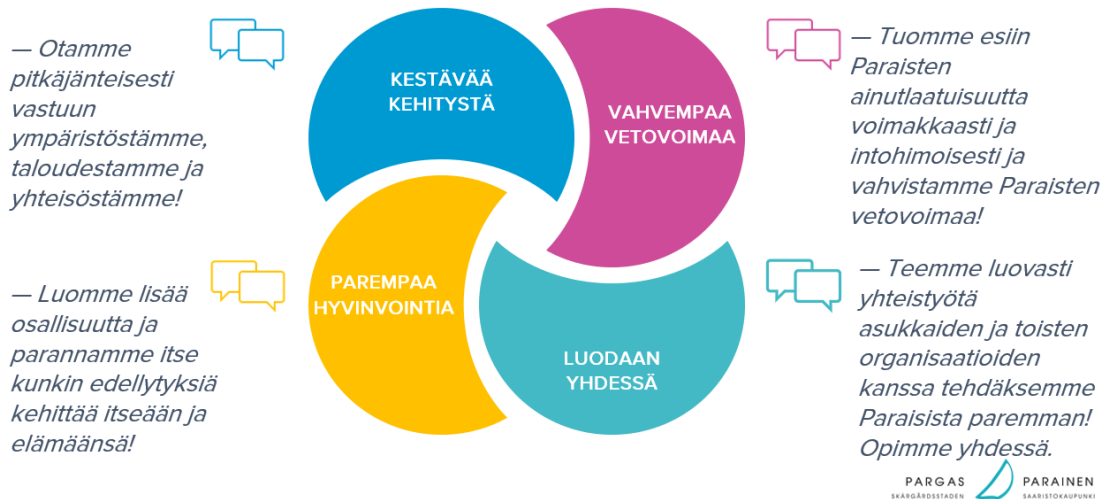 — Otamme
pitkäjänteisesti
vastuun
ympäristöstämme,
taloudestamme ja
yhteisöstämme!
KESTÄVÄÄ
KEHITYSTÄ
VAHVEMPAA
VETOVOIMAA
— Tuomme esiin
Paraisten
ainutlaatuisuutta
voimakkaasti ja
intohimoisesti ja
vahvistamme Paraisten
vetovoimaa!
— Luomme lisää
osallisuutta ja
parannamme itse
kunkin edellytyksiä
kehittää itseään ja
elämäänsä!
PAREMPAA
HYVINVOINTIA
LUODAAN
YHDESSÄ
— Teemme luovasti
yhteistyötä
asukkaiden ja toisten
organisaatioiden
kanssa tehdäksemme
Paraisista paremman!
Opimme yhdessä.
PARGAS
SKÄRGÅRDSSTADEN
PARAINEN
SAARISTOKAUPUNKI